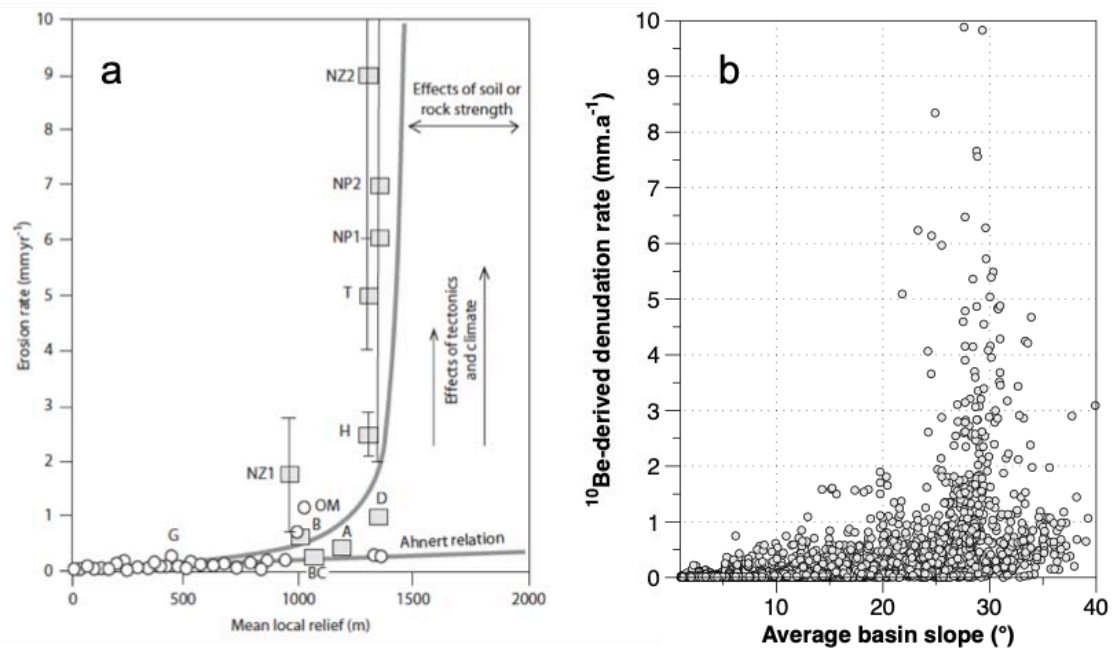 a
Erosion rate (mm yr⁻¹)
10
9
8
7
6
5
4
3
2
1
0
NZ2
NP2
NP1
T
H
NZ1
OM
B
D
A
G
BC
Effects of soil or
rock strength
Effects of tectonics
and climate
Ahnert relation
0
500
1000
1500
2000
Mean local relief (m)
b
¹⁰Be-derived denudation rate (mm.a⁻¹)
10
9
8
7
6
5
4
3
2
1
0
10
20
30
40
Average basin slope (°)